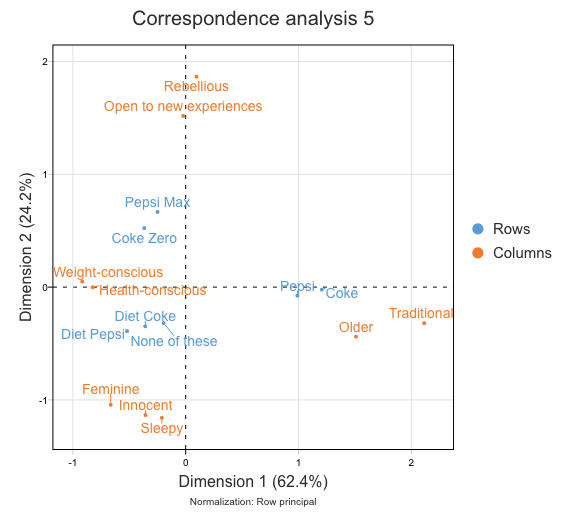 Correspondence analysis 5
Dimension 2 (24.2%)
2
1
0
-1
-1
0
1
2
Rebellious
Open to new experiences
Pepsi Max
Coke Zero
Weight-conscious
Health-conscious
Pepsi
Coke
Diet Coke
Diet Pepsi
None of these
Traditional
Older
Feminine
Innocent
Sleepy
Rows
Columns
Dimension 1 (62.4%)
Normalization: Row principal